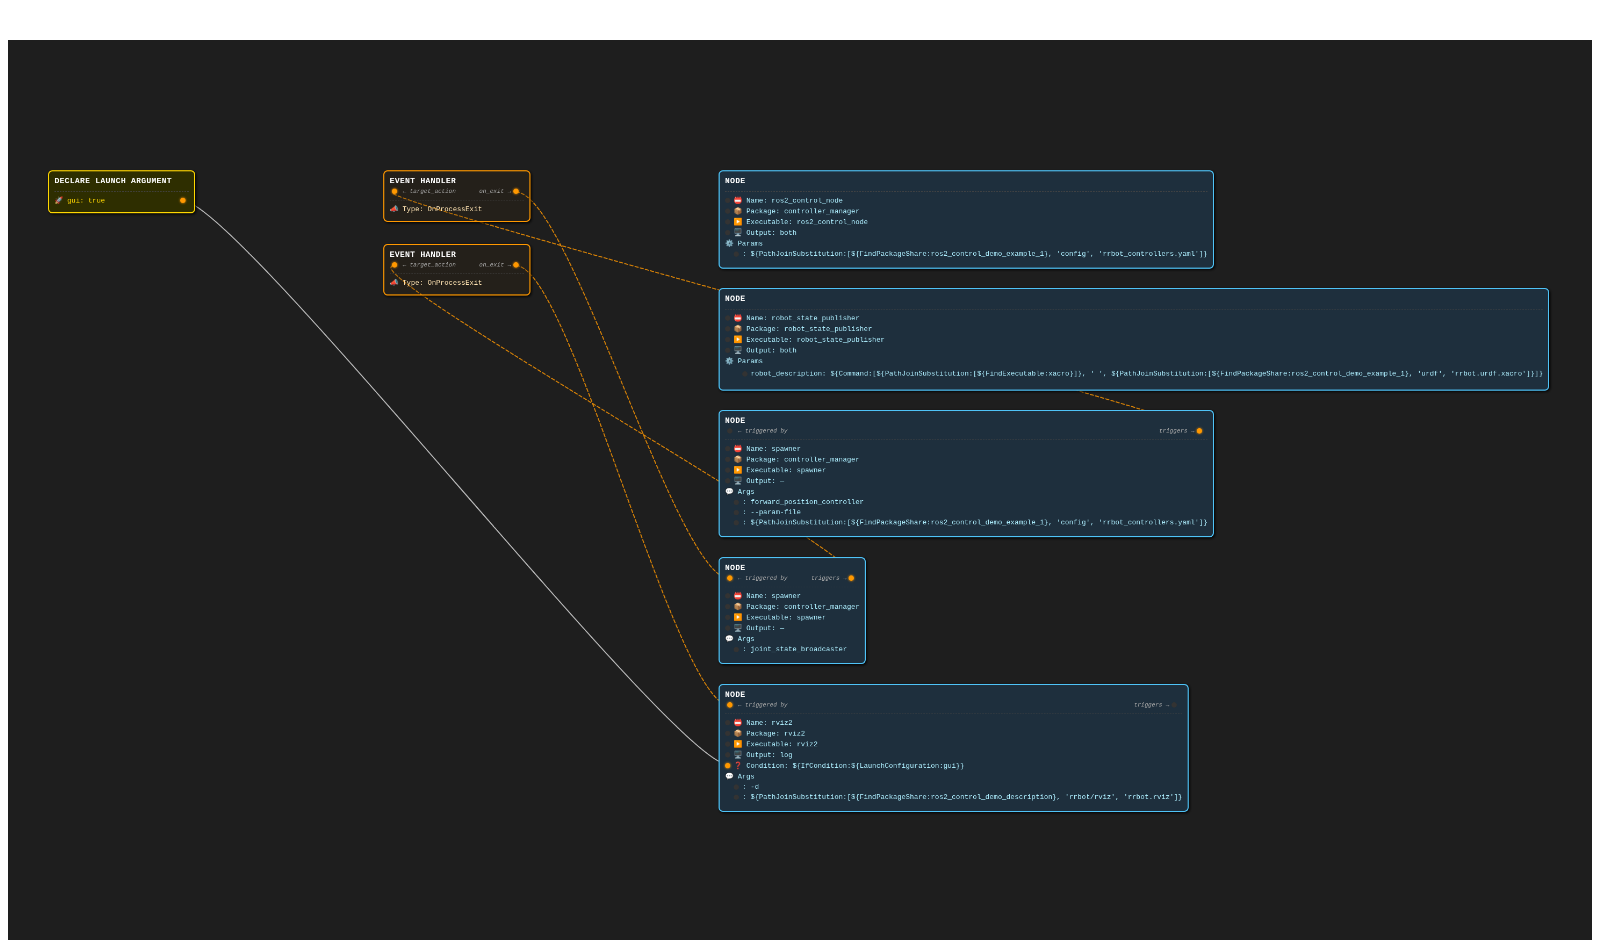 DECLARE LAUNCH ARGUMENT
🚀 gui: true
EVENT HANDLER
← target_action on_exit →
📣 Type: OnProcessExit
EVENT HANDLER
← target_action on_exit →
📣 Type: OnProcessExit
NODE
📛 Name: ros2_control_node
📦 Package: controller_manager
▶️ Executable: ros2_control_node
🖥️ Output: both
⚙️ Params
: ${PathJoinSubstitution:[${FindPackageShare:ros2_control_demo_example_1}, 'config', 'rrbot_controllers.yaml']}
NODE
📛 Name: robot_state_publisher
📦 Package: robot_state_publisher
▶️ Executable: robot_state_publisher
🖥️ Output: both
⚙️ Params
robot_description: ${Command:[${PathJoinSubstitution:[${FindExecutable:xacro}]}, ' ', ${PathJoinSubstitution:[${FindPackageShare:ros2_control_demo_example_1}, 'urdf', 'rrbot.urdf.xacro']}]}
NODE
← triggered by triggers →
📛 Name: spawner
📦 Package: controller_manager
▶️ Executable: spawner
🖥️ Output: —
💬 Args
: forward_position_controller
: --param-file
: ${PathJoinSubstitution:[${FindPackageShare:ros2_control_demo_example_1}, 'config', 'rrbot_controllers.yaml']}
NODE
← triggered by triggers →
📛 Name: spawner
📦 Package: controller_manager
▶️ Executable: spawner
🖥️ Output: —
💬 Args
: joint_state_broadcaster
NODE
← triggered by triggers →
📛 Name: rviz2
📦 Package: rviz2
▶️ Executable: rviz2
🖥️ Output: log
❓ Condition: ${IfCondition:${LaunchConfiguration:gui}}
💬 Args
: -d
: ${PathJoinSubstitution:[${FindPackageShare:ros2_control_demo_description}, 'rrbot/rviz', 'rrbot.rviz']}